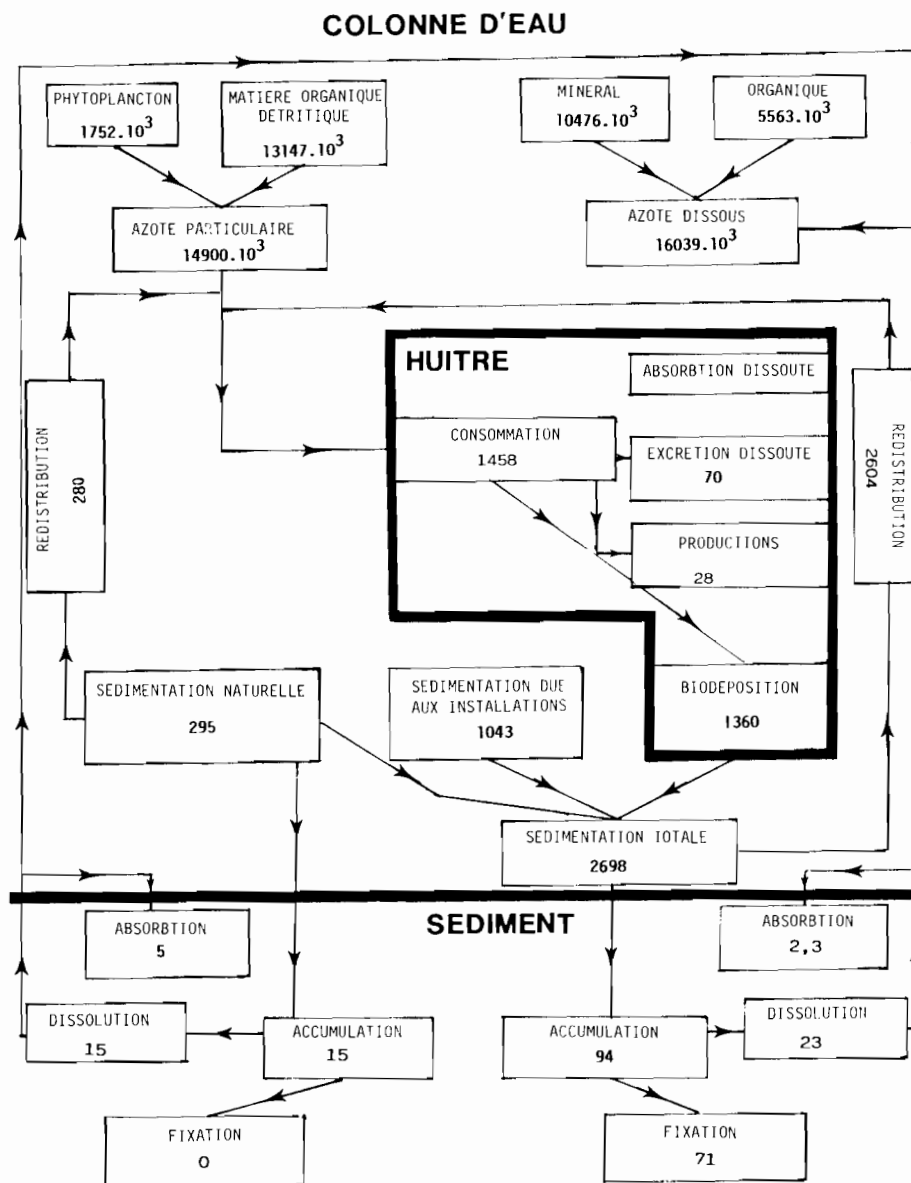 COLONNE D'EAU
PHYTOPLANCTON
1752.10³
MATIERE ORGANIQUE
DETRITIQUE
13147.10³
MINERAL
10476.10³
ORGANIQUE
5563.10³
AZOTE PARTICULAIRE
14900.10³
AZOTE DISSOUS
16039.10³
HUITRE
ABSORBTION DISSOUTE
CONSOMMATION
1458
EXCRETION DISSOUTE
70
PRODUCTIONS
28
REDISTRIBUTION
280
REDISTRIBUTION
2604
SEDIMENTATION NATURELLE
295
SEDIMENTATION DUE
AUX INSTALLATIONS
1043
BIODEPOSITION
1360
SEDIMENTATION TOTALE
2698
SEDIMENT
ABSORBTION
5
ABSORBTION
2,3
DISSOLUTION
15
ACCUMULATION
15
ACCUMULATION
94
DISSOLUTION
23
FIXATION
0
FIXATION
71